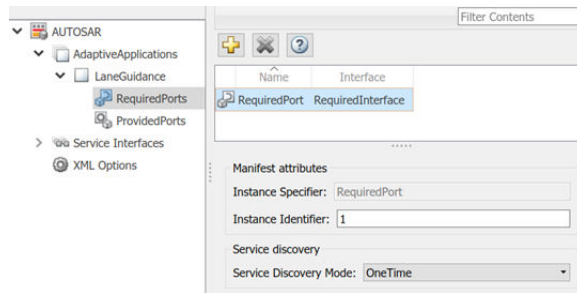 Filter Contents
AUTOSAR
AdaptiveApplications
LaneGuidance
RequiredPorts
ProvidedPorts
Service Interfaces
XML Options
Name Interface
RequiredPort RequiredInterface
Manifest attributes
Instance Specifier: RequiredPort
Instance Identifier: 1
Service discovery
Service Discovery Mode: OneTime